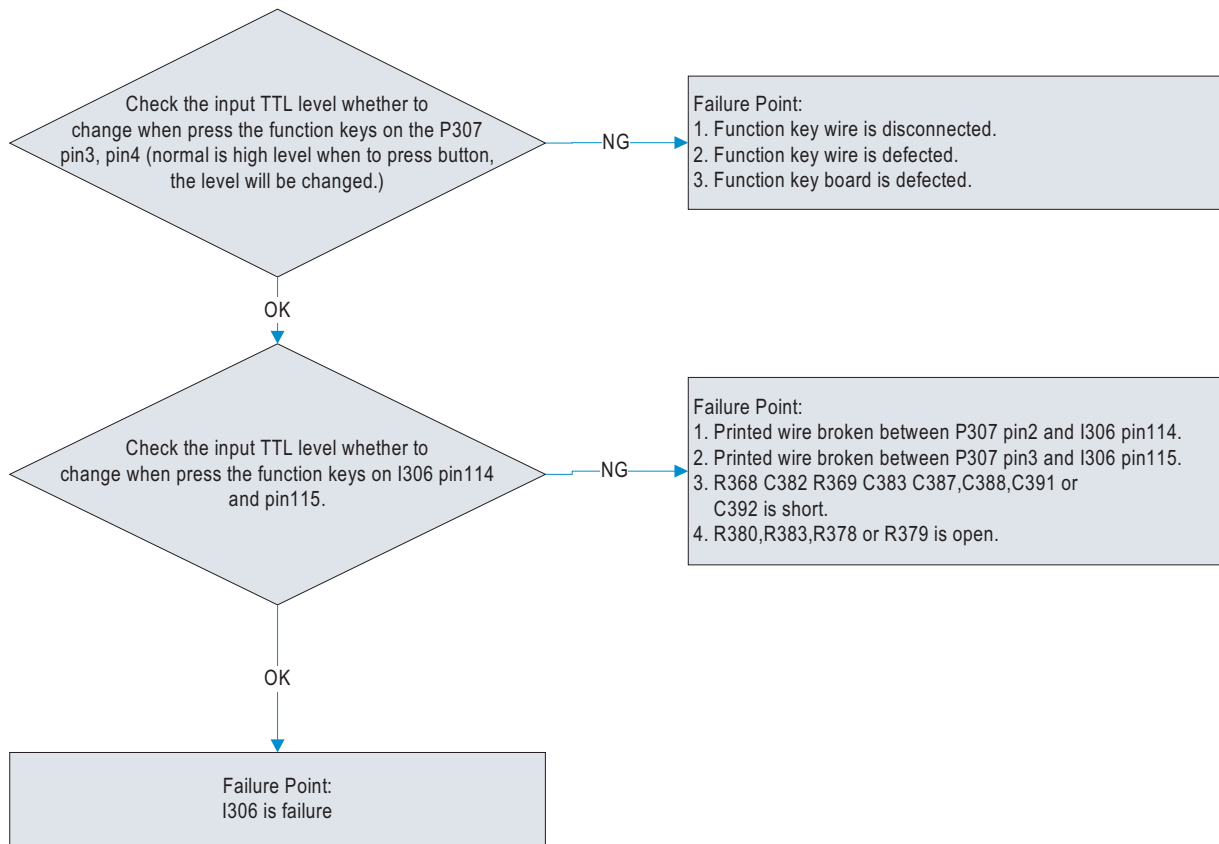 Check the input TTL level whether to
change when press the function keys on the P307
pin3, pin4 (normal is high level when to press button,
the level will be changed.)
NG
Failure Point:
1. Function key wire is disconnected.
2. Function key wire is defected.
3. Function key board is defected.
OK
Check the input TTL level whether to
change when press the function keys on I306 pin114
and pin115.
NG
Failure Point:
1. Printed wire broken between P307 pin2 and I306 pin114.
2. Printed wire broken between P307 pin3 and I306 pin115.
3. R368 C382 R369 C383 C387,C388,C391 or
C392 is short.
4. R380,R383,R378 or R379 is open.
OK
Failure Point:
I306 is failure